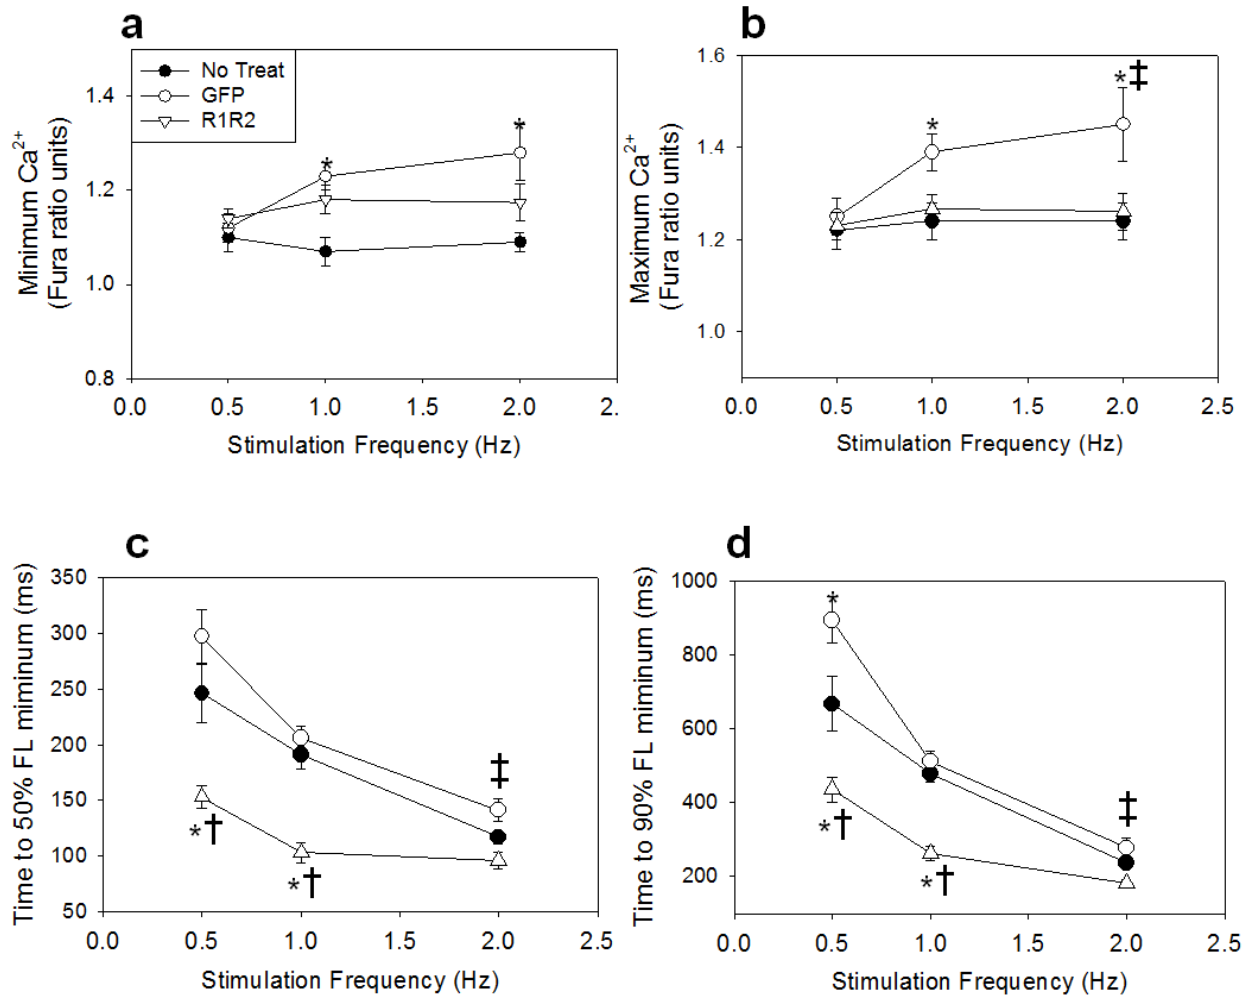 a
Minimum Ca2+
(Fura ratio units)
1.4
1.2
1.0
0.8
No Treat
GFP
R1R2
*
*
0.0 0.5 1.0 1.5 2.0 2.
Stimulation Frequency (Hz)
b
Maximum Ca2+
(Fura ratio units)
1.6
1.4
1.2
1.0
*
*‡
0.0 0.5 1.0 1.5 2.0 2.5
Stimulation Frequency (Hz)
c
Time to 50% FL miminum (ms)
350
300
250
200
150
100
50
*†
*†
‡
0.0 0.5 1.0 1.5 2.0 2.5
Stimulation Frequency (Hz)
d
Time to 90% FL miminum (ms)
1000
800
600
400
200
*
*†
*†
‡
0.0 0.5 1.0 1.5 2.0 2.5
Stimulation Frequency (Hz)